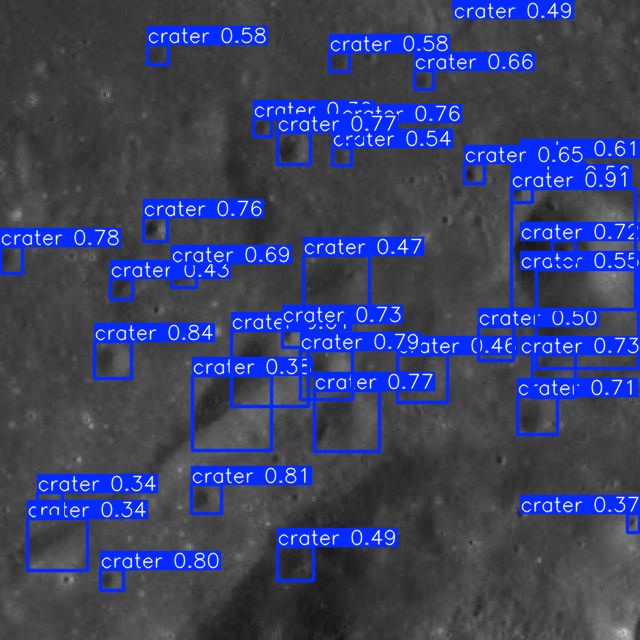 crater 0.49
crater 0.58
crater 0.58
crater 0.66
crater
0.76
crater 0.77
crater 0.54
0.61
crater 0.65
crater 0.91
crater 0.76
crater 0.78
crater 0.72
crater 0.47
crater 0.69
crater 0.43
crater 0.55
crater 0.73
crater 0.50
crater 0.84
crater 0.79
crater 0.46
crater 0.73
crater
crater 0.77
crater 0.71
crater 0.81
crater 0.34
crater 0.37
crater 0.34
crater 0.49
crater 0.80